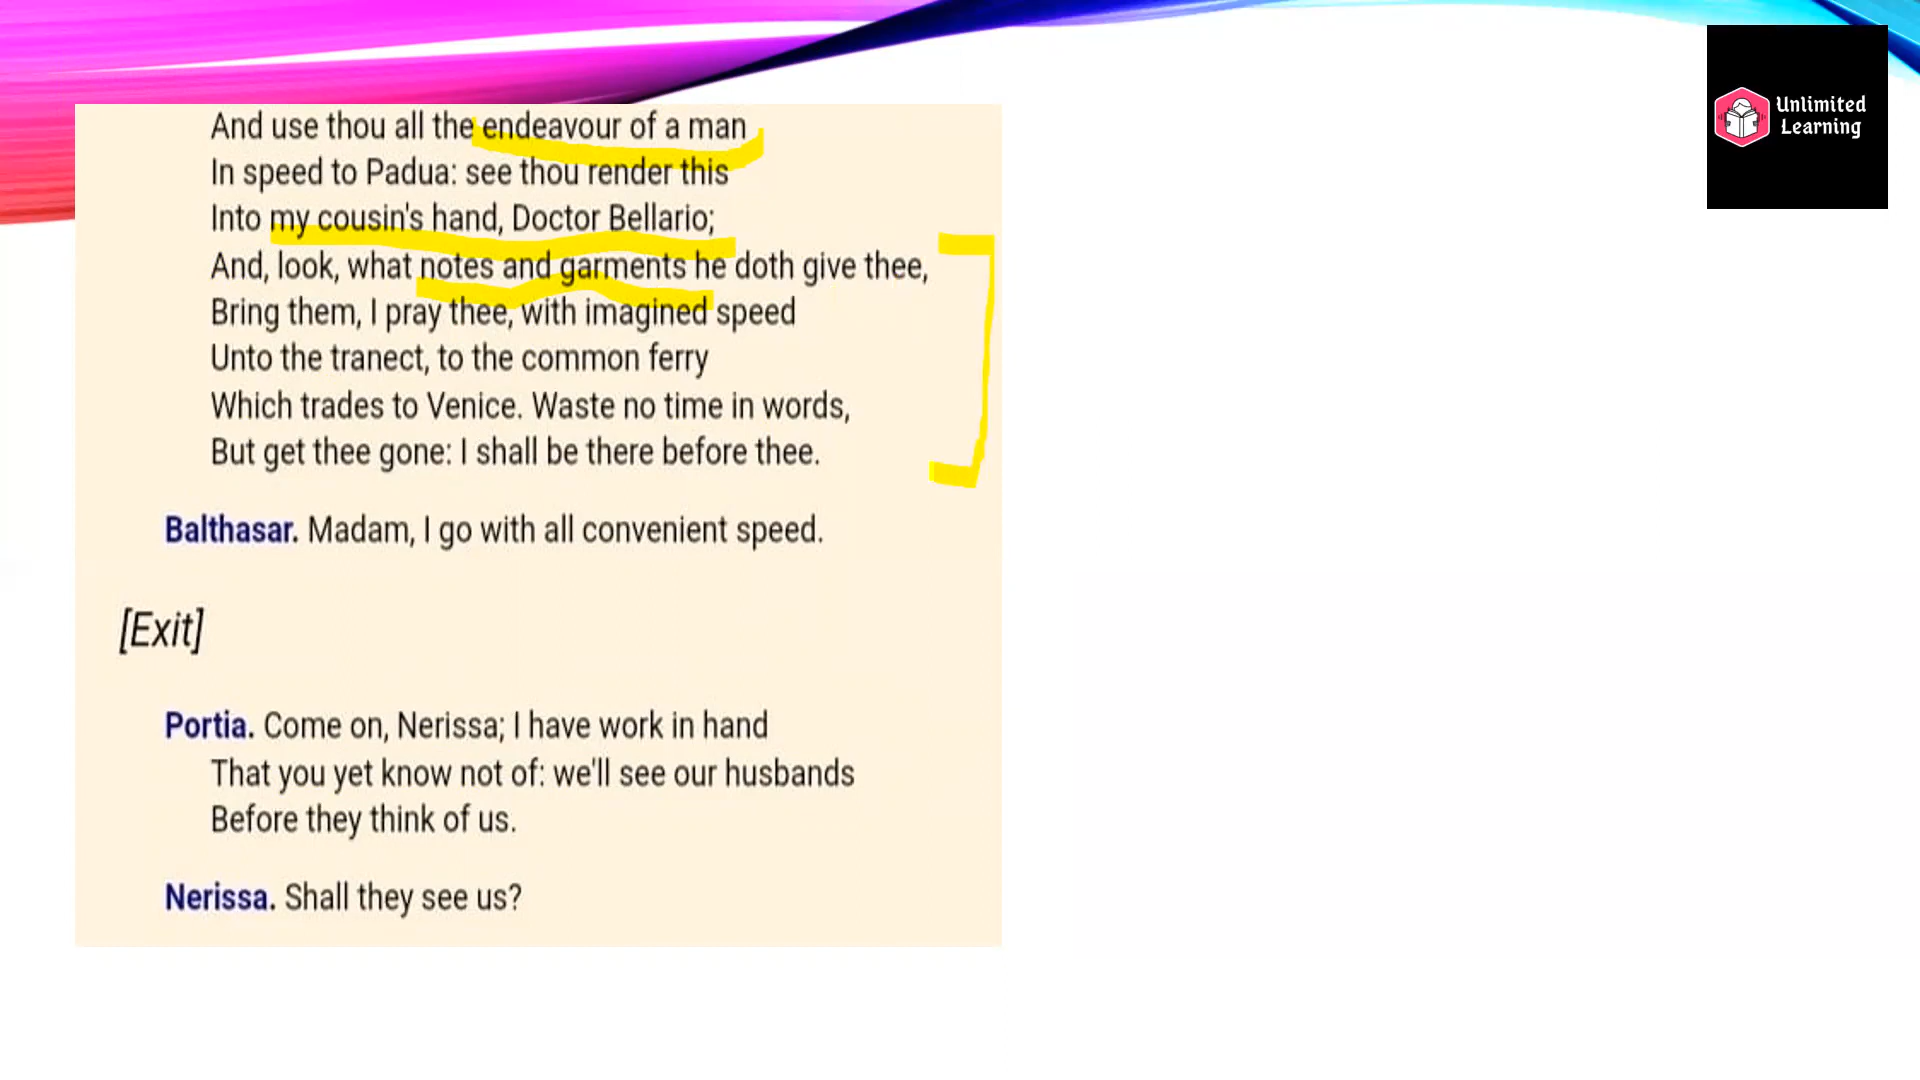 Unlimited
Learning
And use thou all the endeavour of a man
In speed to Padua: see thou render this
Into my cousin's hand, Doctor Bellario;
And, look, what notes and garments he doth give thee,
Bring them, I pray thee, with imagined speed
Unto the tranect, to the common ferry
Which trades to Venice. Waste no time in words,
But get thee gone: I shall be there before thee.
Balthasar. Madam, I go with all convenient speed.
[Exit]
Portia. Come on, Nerissa; I have work in hand
That you yet know not of: we'll see our husbands
Before they think of us.
Nerissa. Shall they see us?